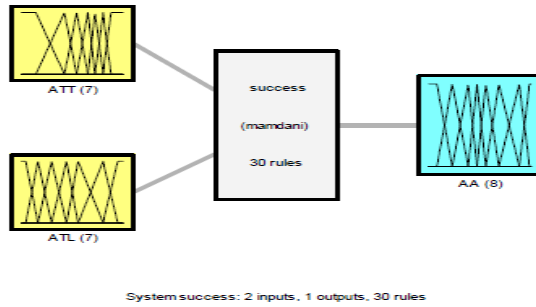 ATT (7)
success
(mamdani)
30 rules
AA (8)
ATL (7)
System success: 2 inputs, 1 outputs, 30 rules